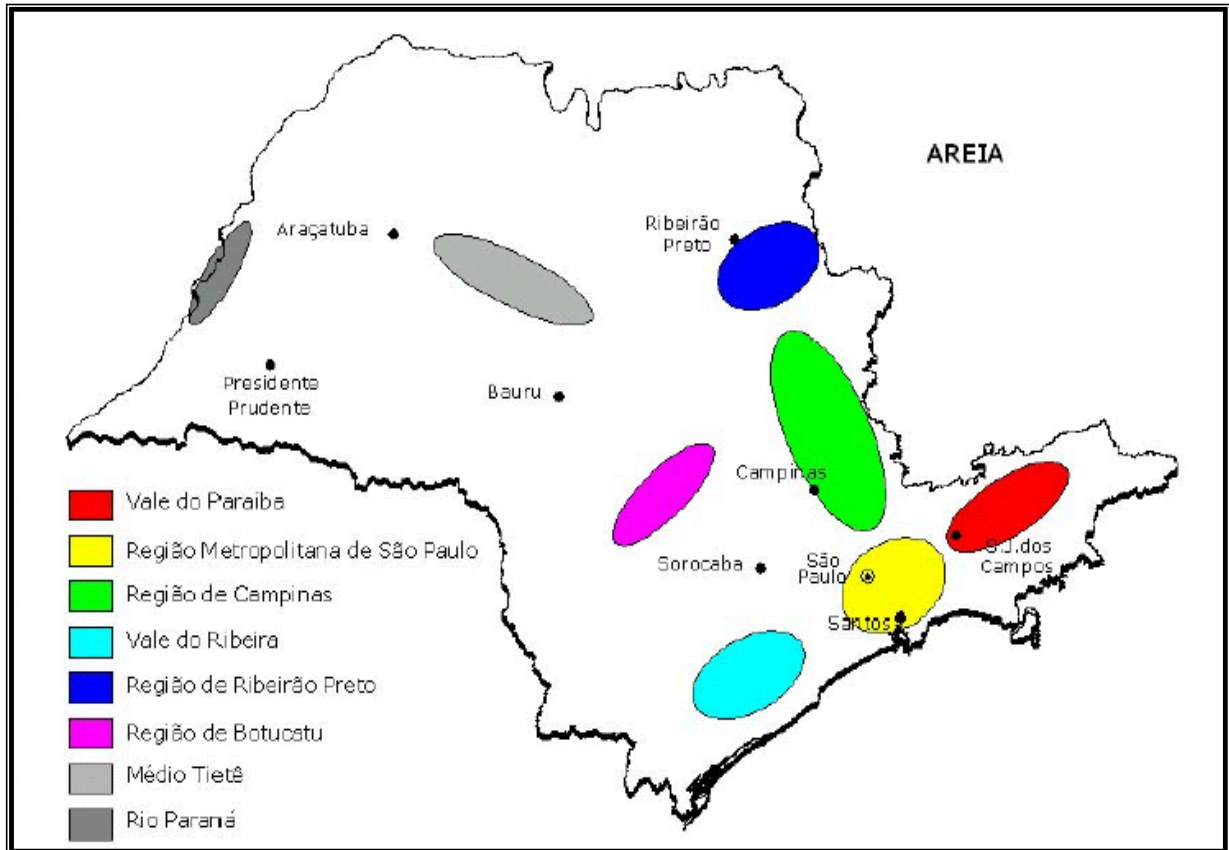 AREIA
Araçatuba
Ribeirão
Preto
Presidente
Prudente
Bauru
Campinas
Sorocaba
São
Paulo
S.J.dos
Campos
Santos
Vale do Paraiba
Região Metropolitana de São Paulo
Região de Campinas
Vale do Ribeira
Região de Ribeirão Preto
Região de Botucatu
Médio Tietê
Rio Paraná